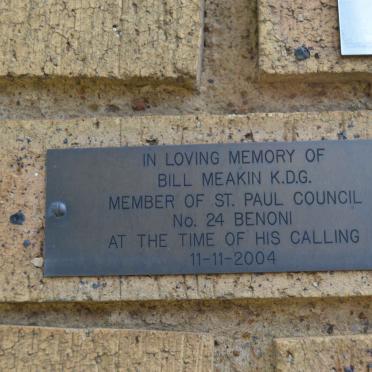 IN LOVING MEMORY OF
BILL MEAKIN K.D.G.
MEMBER OF ST. PAUL COUNCIL
No. 24 BENONI
AT THE TIME OF HIS CALLING
11-11-2004